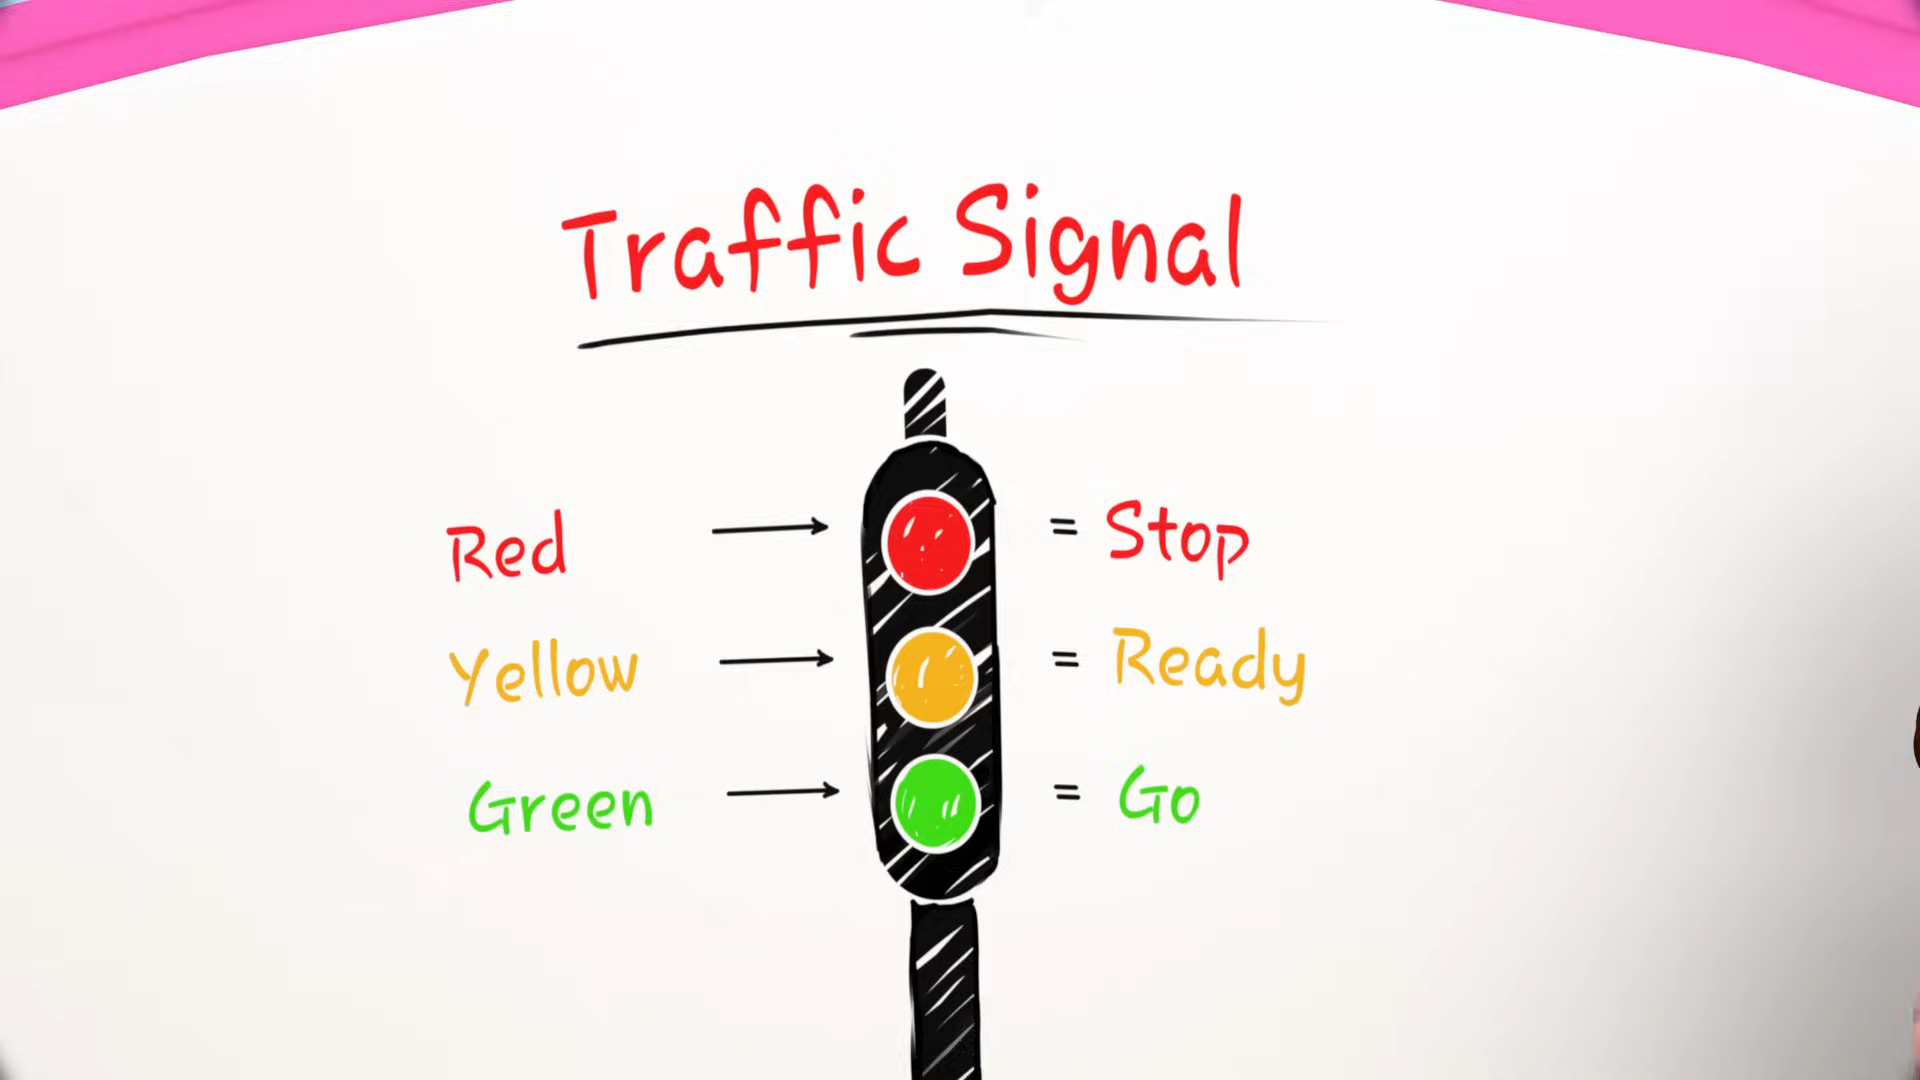 Traffic Signal
Red = Stop
Yellow = Ready
Green = Go